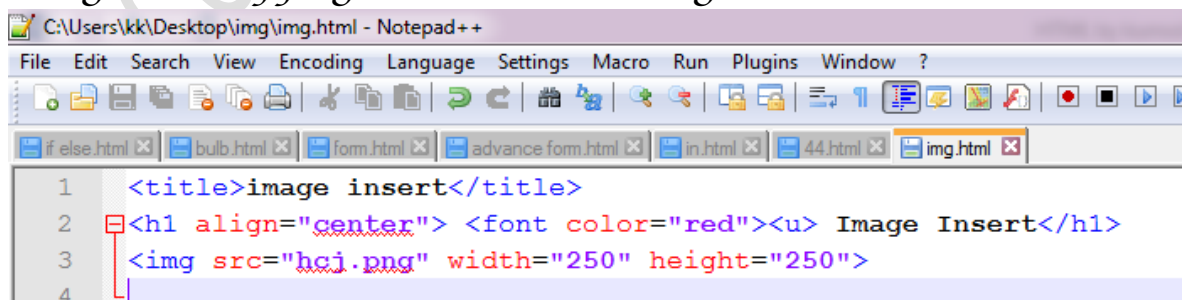 C:\Users\kk\Desktop\img\img.html - Notepad++
File Edit Search View Encoding Language Settings Macro Run Plugins Window ?
if else.html bulb.html form.html advance form.html in.html 44.html img.html
1 <title>image insert</title>
2 <h1 align="center"> <font color="red"><u> Image Insert</h1>
3 <img src="hcj.png" width="250" height="250">
4